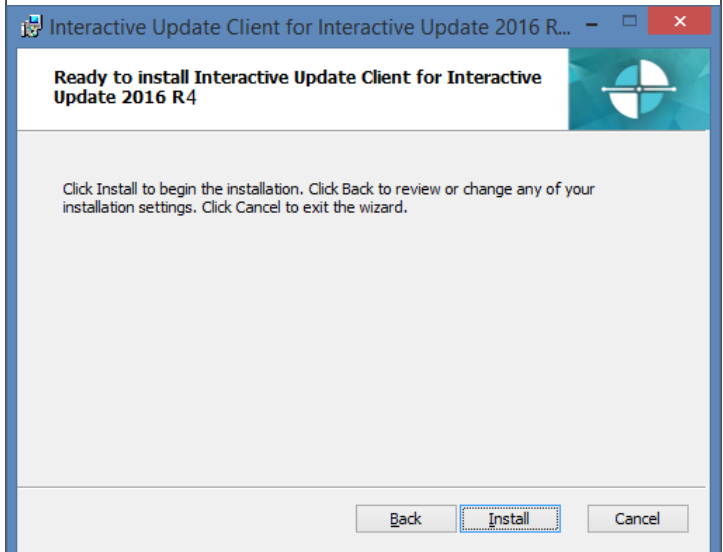 Interactive Update Client for Interactive Update 2016 R...
Ready to install Interactive Update Client for Interactive
Update 2016 R4
Click Install to begin the installation. Click Back to review or change any of your
installation settings. Click Cancel to exit the wizard.
Back Install Cancel